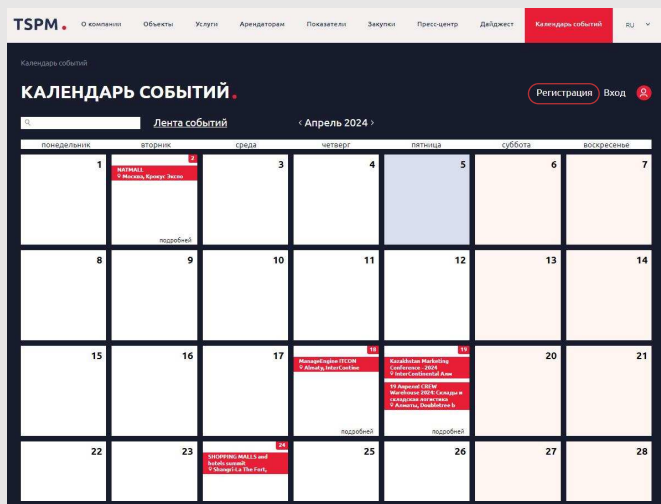 TSPM.
О компании Объекты Услуги Арендаторам Показатели Закупки Пресс-центр Дайджест Календарь событий RU
Календарь событий
КАЛЕНДАРЬ СОБЫТИЙ.
Регистрация Вход
Лента событий
‹ Апрель 2024 ›
понедельник вторник среда четверг пятница суббота воскресенье
1 2 3 4 5 6 7
NATMALL
Москва, Крокус Экспо
подробней
8 9 10 11 12 13 14
15 16 17 18 19 20 21
ManageEngion ITCON
Almaty, InterContine
подробней
Kazakhstan Marketing
Conference - 2024
InterContinental Алм
19 Апреля! CREW
Warehouse 2024: Склады и
складская логистика
Алматы, Doubletree b
подробней
22 23 24 25 26 27 28
SHOPPING MALLS and
hotels summit
Shangri-La The Fort,